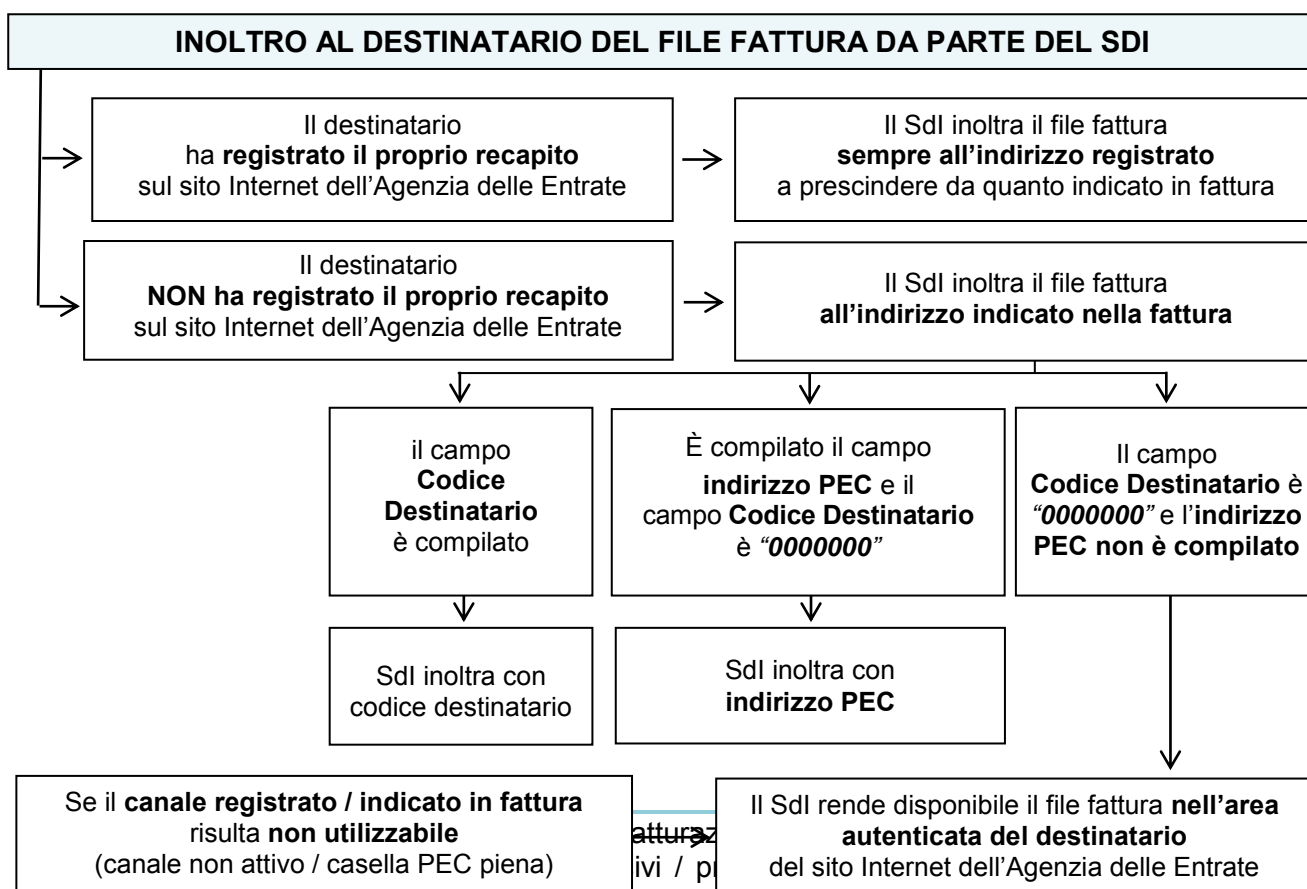 INOLTRO AL DESTINATARIO DEL FILE FATTURA DA PARTE DEL SDI
Il destinatario
ha registrato il proprio recapito
sul sito Internet dell’Agenzia delle Entrate
Il SdI inoltra il file fattura
sempre all’indirizzo registrato
a prescindere da quanto indicato in fattura
Il destinatario
NON ha registrato il proprio recapito
sul sito Internet dell’Agenzia delle Entrate
Il SdI inoltra il file fattura
all’indirizzo indicato nella fattura
il campo
Codice
Destinatario
è compilato
È compilato il campo
indirizzo PEC e il
campo Codice Destinatario
è “0000000”
Il campo
Codice Destinatario è
“0000000” e l’indirizzo
PEC non è compilato
SdI inoltra con
codice destinatario
SdI inoltra con
indirizzo PEC
Se il canale registrato / indicato in fattura
risulta non utilizzabile
(canale non attivo / casella PEC piena)
Il SdI rende disponibile il file fattura nell’area
autenticata del destinatario
del sito Internet dell’Agenzia delle Entrate